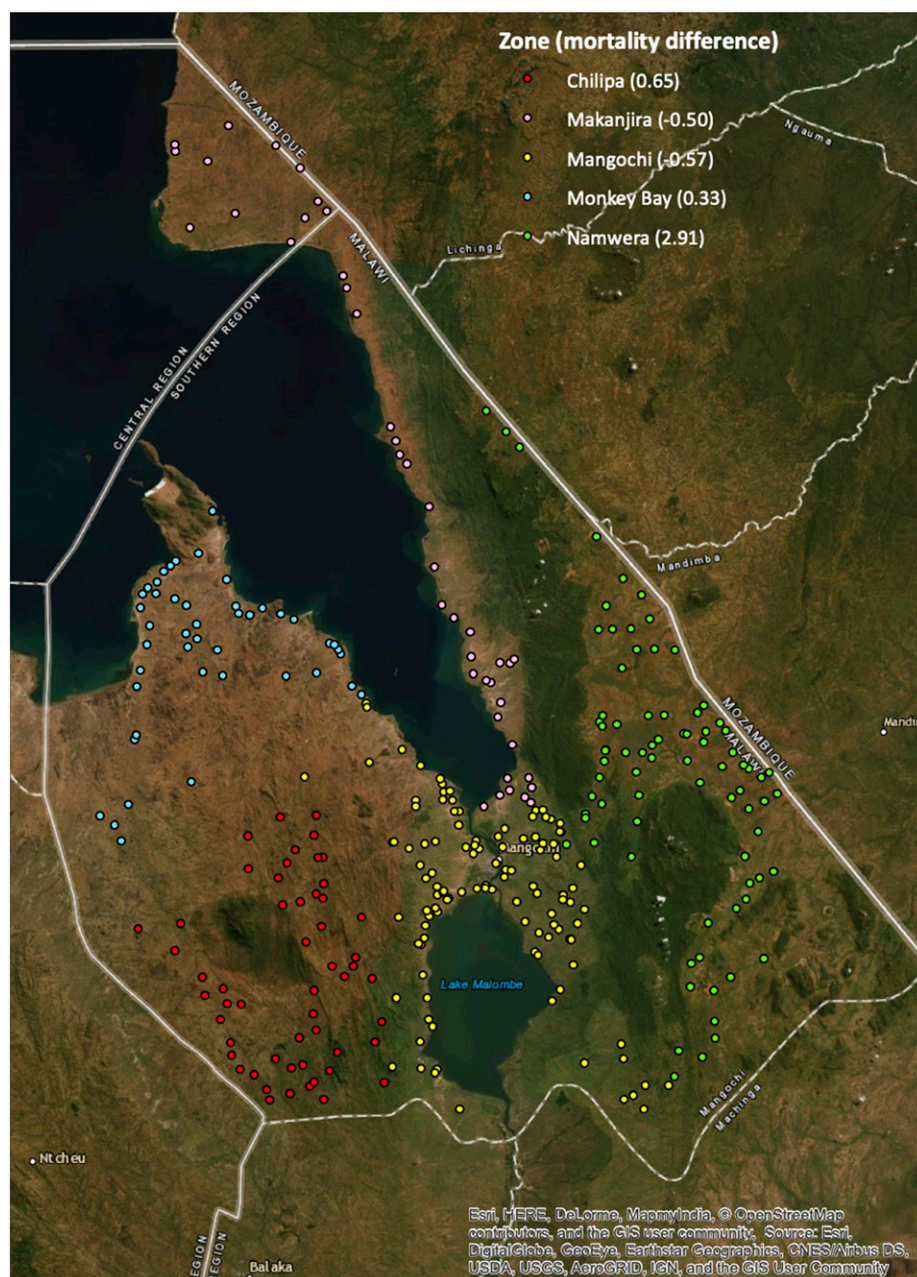 Zone (mortality difference)
Chilipa (0.65)
Makanjira (-0.50)
Mangochi (-0.57)
Monkey Bay (0.33)
Namwera (2.91)
MOZAMBIQUE
Ngauma
Lichinga
MALAWI
CENTRAL REGION
SOUTHERN REGION
Mandimba
MOZAMBIQUE
MALAWI
Lake Malombe
Mangochi
Machinga
Ntcheu
REGION
REGION
Balaka
Esri, HERE, DeLorme, MapmyIndia, © OpenStreetMap
contributors, and the GIS user community, Source: Esri,
DigitalGlobe, GeoEye, Earthstar Geographics, CNES/Airbus DS,
USDA, USGS, AeroGRID, IGN, and the GIS User Community